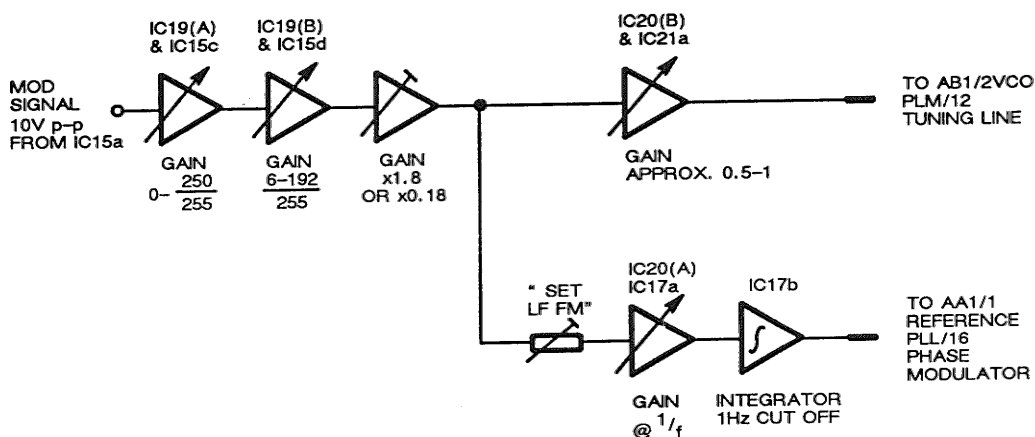 IC19(A)
& IC15c
IC19(B)
& IC15d
IC20(B)
& IC21a
MOD
SIGNAL
10V p-p
FROM IC15a
GAIN
0- 250
255
GAIN
6-192
255
GAIN
x1.8
OR x0.18
GAIN
APPROX. 0.5-1
TO AB1/2VCO
PLM/12
TUNING LINE
" SET
LF FM"
IC20(A)
IC17a
IC17b
∫
GAIN
@ 1/f
INTEGRATOR
1Hz CUT OFF
TO AA1/1
REFERENCE
PLL/16
PHASE
MODULATOR